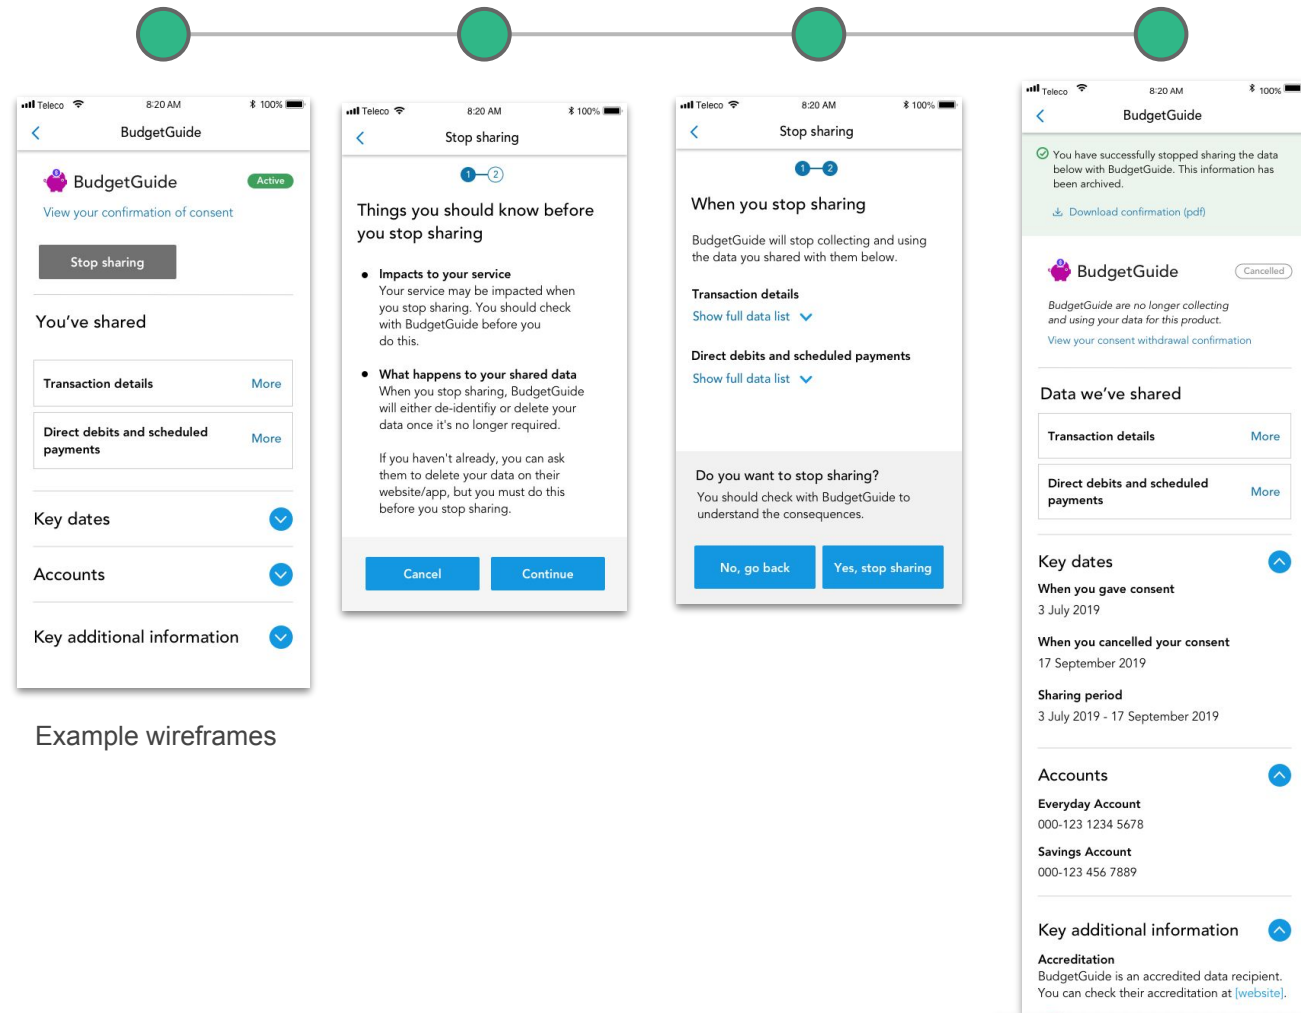 Teleco
8:20 AM
100%
BudgetGuide
BudgetGuide
Active
View your confirmation of consent
Stop sharing
You've shared
Transaction details
More
Direct debits and scheduled
payments
More
Key dates
Accounts
Key additional information
Example wireframes
Teleco
8:20 AM
100%
Stop sharing
1
2
Things you should know before
you stop sharing
Impacts to your service
Your service may be impacted when
you stop sharing. You should check
with BudgetGuide before you
do this.
What happens to your shared data
When you stop sharing, BudgetGuide
will either de-identifiy or delete your
data once it's no longer required.
If you haven't already, you can ask
them to delete your data on their
website/app, but you must do this
before you stop sharing.
Cancel
Continue
Teleco
8:20 AM
100%
Stop sharing
1
2
When you stop sharing
BudgetGuide will stop collecting and using
the data you shared with them below.
Transaction details
Show full data list
Direct debits and scheduled payments
Show full data list
Do you want to stop sharing?
You should check with BudgetGuide to
understand the consequences.
No, go back
Yes, stop sharing
Teleco
8:20 AM
100%
BudgetGuide
You have successfully stopped sharing the data
below with BudgetGuide. This information has
been archived.
Download confirmation (pdf)
BudgetGuide
Cancelled
BudgetGuide are no longer collecting
and using your data for this product.
View your consent withdrawal confirmation
Data we've shared
Transaction details
More
Direct debits and scheduled
payments
More
Key dates
When you gave consent
3 July 2019
When you cancelled your consent
17 September 2019
Sharing period
3 July 2019 - 17 September 2019
Accounts
Everyday Account
000-123 1234 5678
Savings Account
000-123 456 7889
Key additional information
Accreditation
BudgetGuide is an accredited data recipient.
You can check their accreditation at [website].